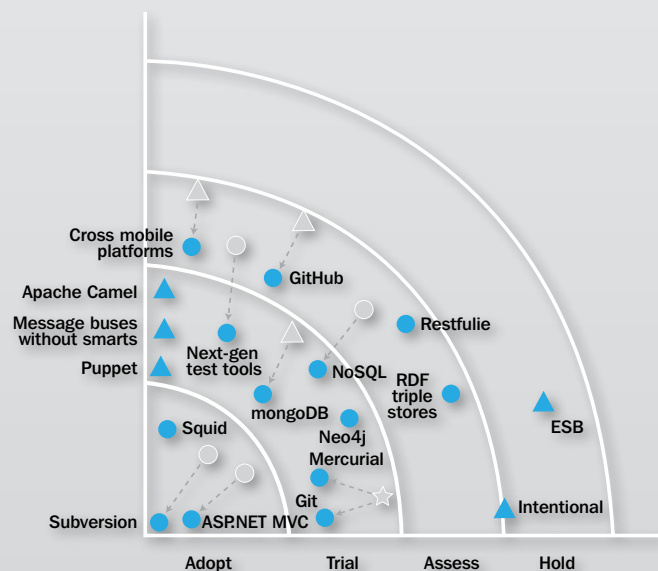 Cross mobile
platforms
GitHub
Apache Camel
Restfulie
Message buses
without smarts
Next-gen
test tools
Puppet
NoSQL
RDF
triple
stores
mongoDB
ESB
Squid
Neo4j
Mercurial
Git
Intentional
Subversion
ASP.NET MVC
Adopt
Trial
Assess
Hold